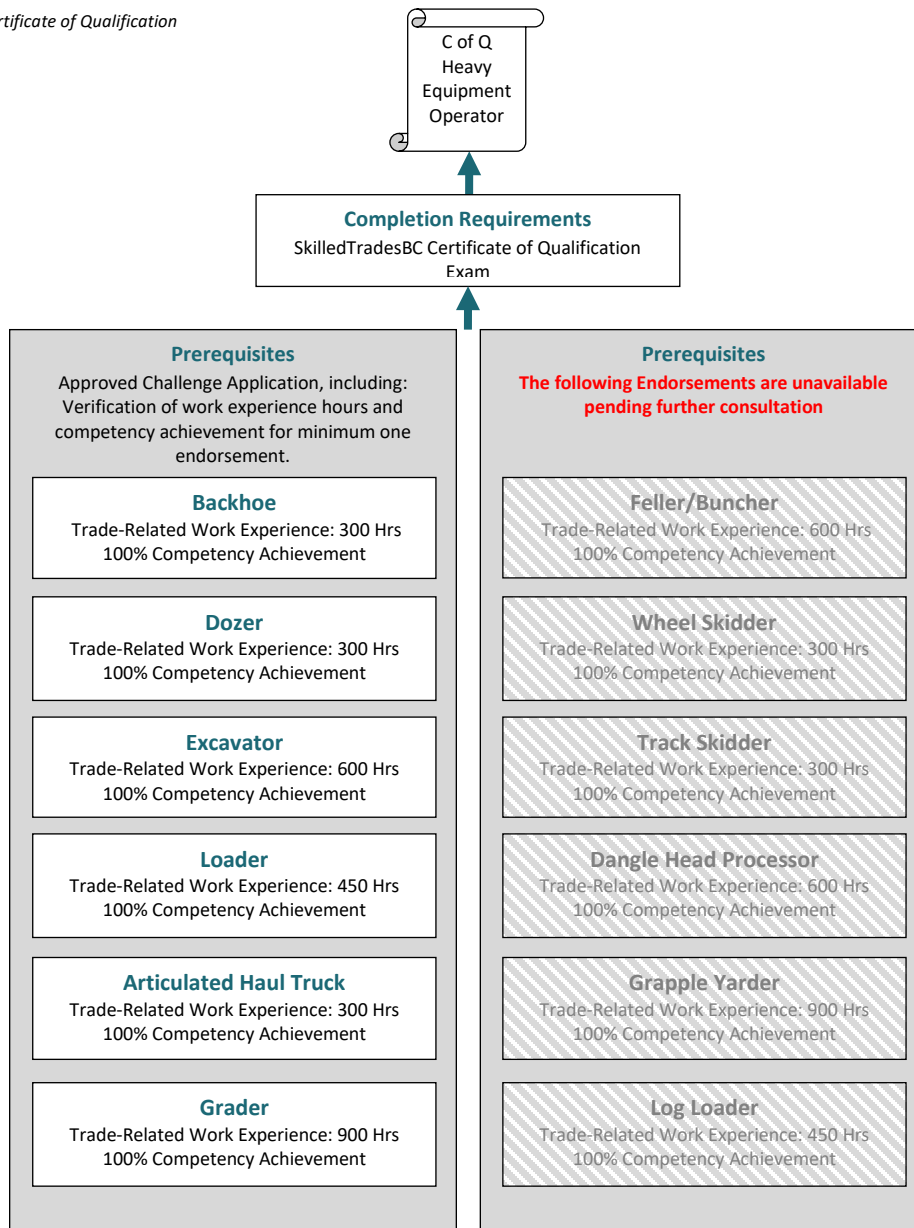 rtificate of Qualification
C of Q
Heavy
Equipment
Operator
Completion Requirements
SkilledTradesBC Certificate of Qualification
Exam
Prerequisites
Approved Challenge Application, including:
Verification of work experience hours and
competency achievement for minimum one
endorsement.
Backhoe
Trade-Related Work Experience: 300 Hrs
100% Competency Achievement
Dozer
Trade-Related Work Experience: 300 Hrs
100% Competency Achievement
Excavator
Trade-Related Work Experience: 600 Hrs
100% Competency Achievement
Loader
Trade-Related Work Experience: 450 Hrs
100% Competency Achievement
Articulated Haul Truck
Trade-Related Work Experience: 300 Hrs
100% Competency Achievement
Grader
Trade-Related Work Experience: 900 Hrs
100% Competency Achievement
Prerequisites
The following Endorsements are unavailable
pending further consultation
Feller/Buncher
Trade-Related Work Experience: 600 Hrs
100% Competency Achievement
Wheel Skidder
Trade-Related Work Experience: 300 Hrs
100% Competency Achievement
Track Skidder
Trade-Related Work Experience: 300 Hrs
100% Competency Achievement
Dangle Head Processor
Trade-Related Work Experience: 600 Hrs
100% Competency Achievement
Grapple Yarder
Trade-Related Work Experience: 900 Hrs
100% Competency Achievement
Log Loader
Trade-Related Work Experience: 450 Hrs
100% Competency Achievement